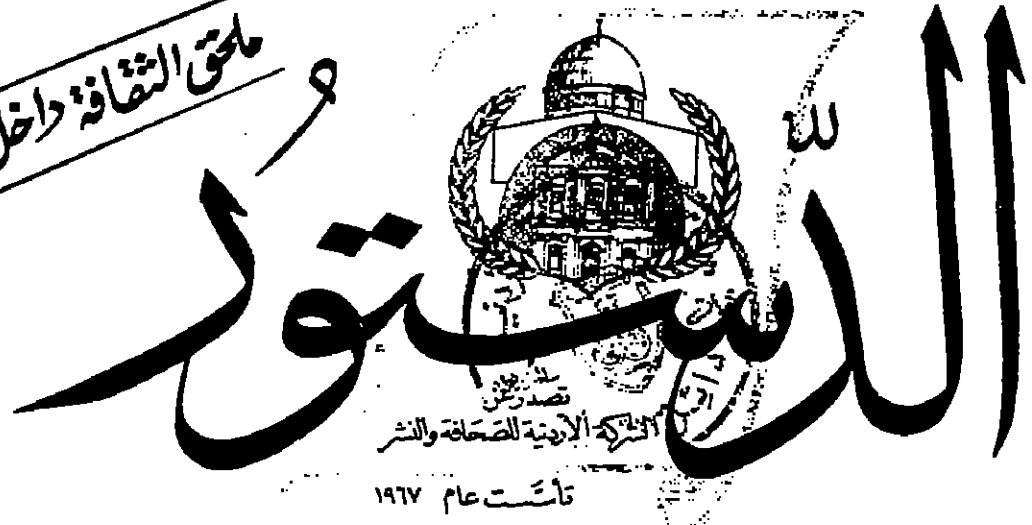 ملحق الثقافة داخل
الدستور
تصدر عن
الشركة الأردنية للصحافة والنشر
تأسست عام ١٩٦٧